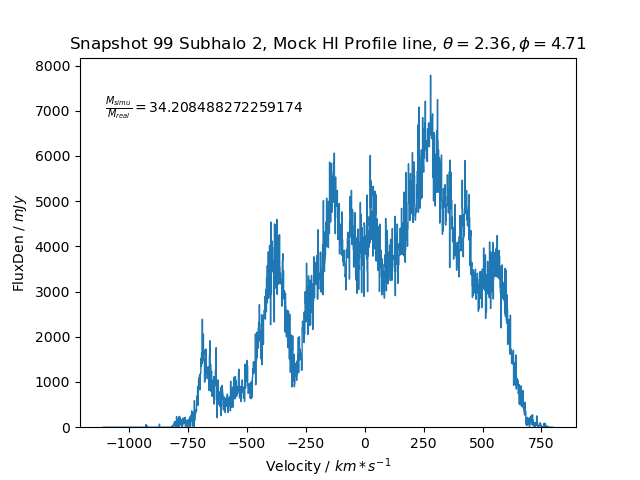 Snapshot 99 Subhalo 2, Mock HI Profile line, θ = 2.36, ϕ = 4.71
8000
M_simu/M_real = 34.208488272259174
7000
6000
5000
4000
3000
2000
1000
0
FluxDen / mJy
−1000 −750 −500 −250 0 250 500 750
Velocity / km * s⁻¹